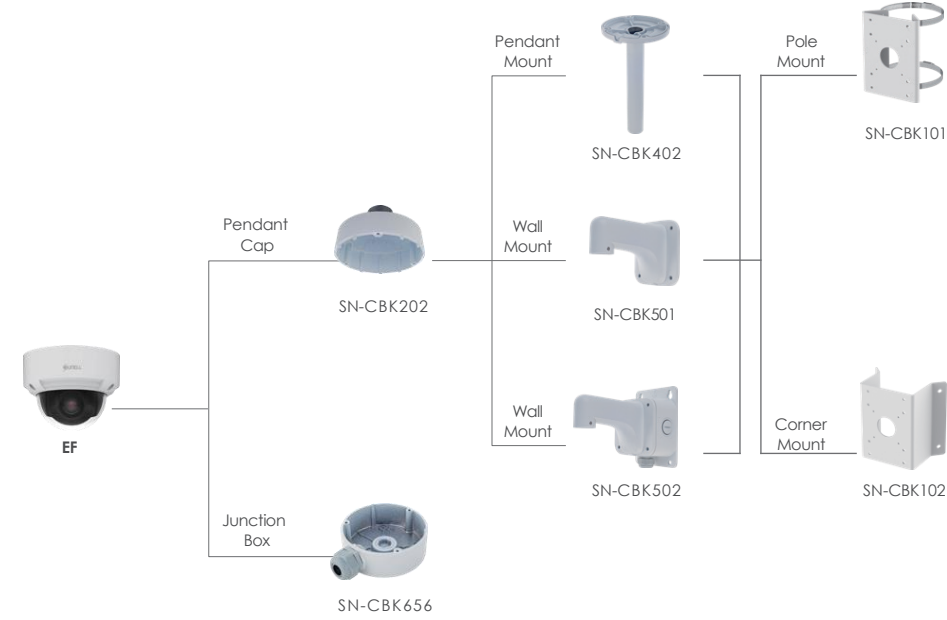 Pendant
Mount
SN-CBK402
Pole
Mount
SN-CBK101
Pendant
Cap
SN-CBK202
Wall
Mount
SN-CBK501
EF
Wall
Mount
SN-CBK502
Corner
Mount
SN-CBK102
Junction
Box
SN-CBK656